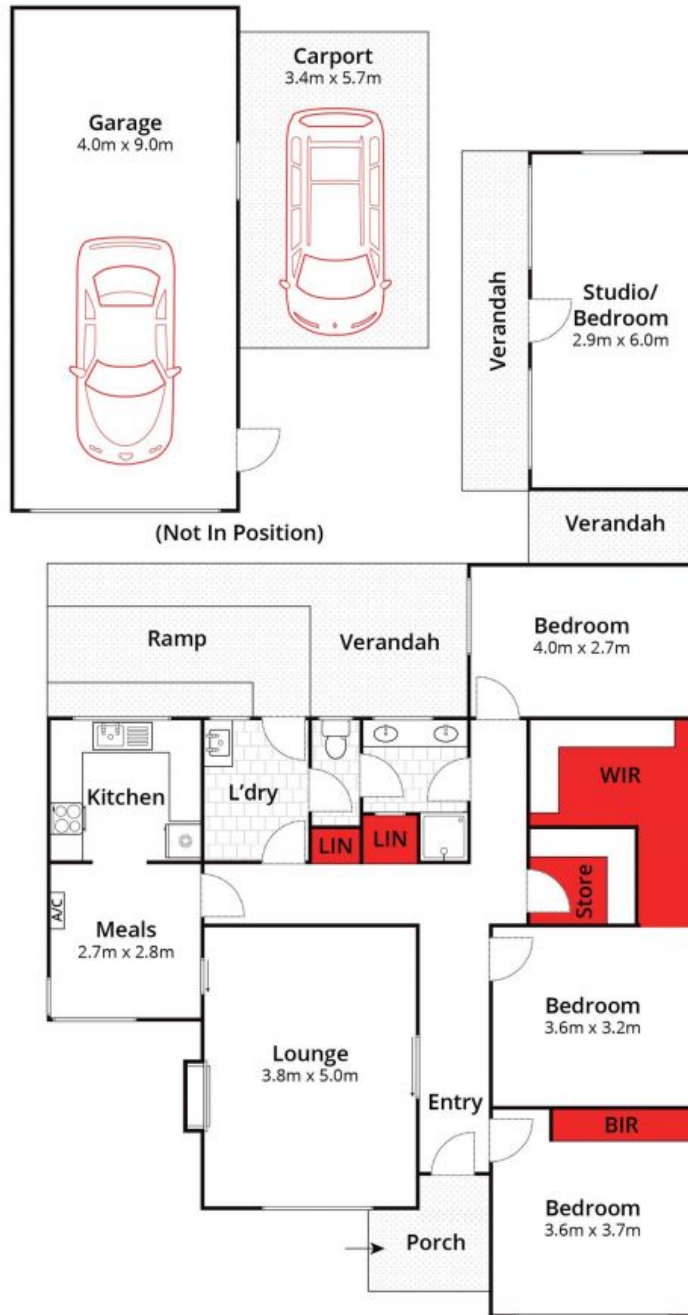 Carport
3.4m x 5.7m
Garage
4.0m x 9.0m
Verandah
Studio/
Bedroom
2.9m x 6.0m
(Not In Position)
Verandah
Ramp
Verandah
Bedroom
4.0m x 2.7m
Kitchen
L'dry
WIR
LIN
LIN
Store
A/C
Meals
2.7m x 2.8m
Bedroom
3.6m x 3.2m
Lounge
3.8m x 5.0m
Entry
BIR
Bedroom
3.6m x 3.7m
Porch